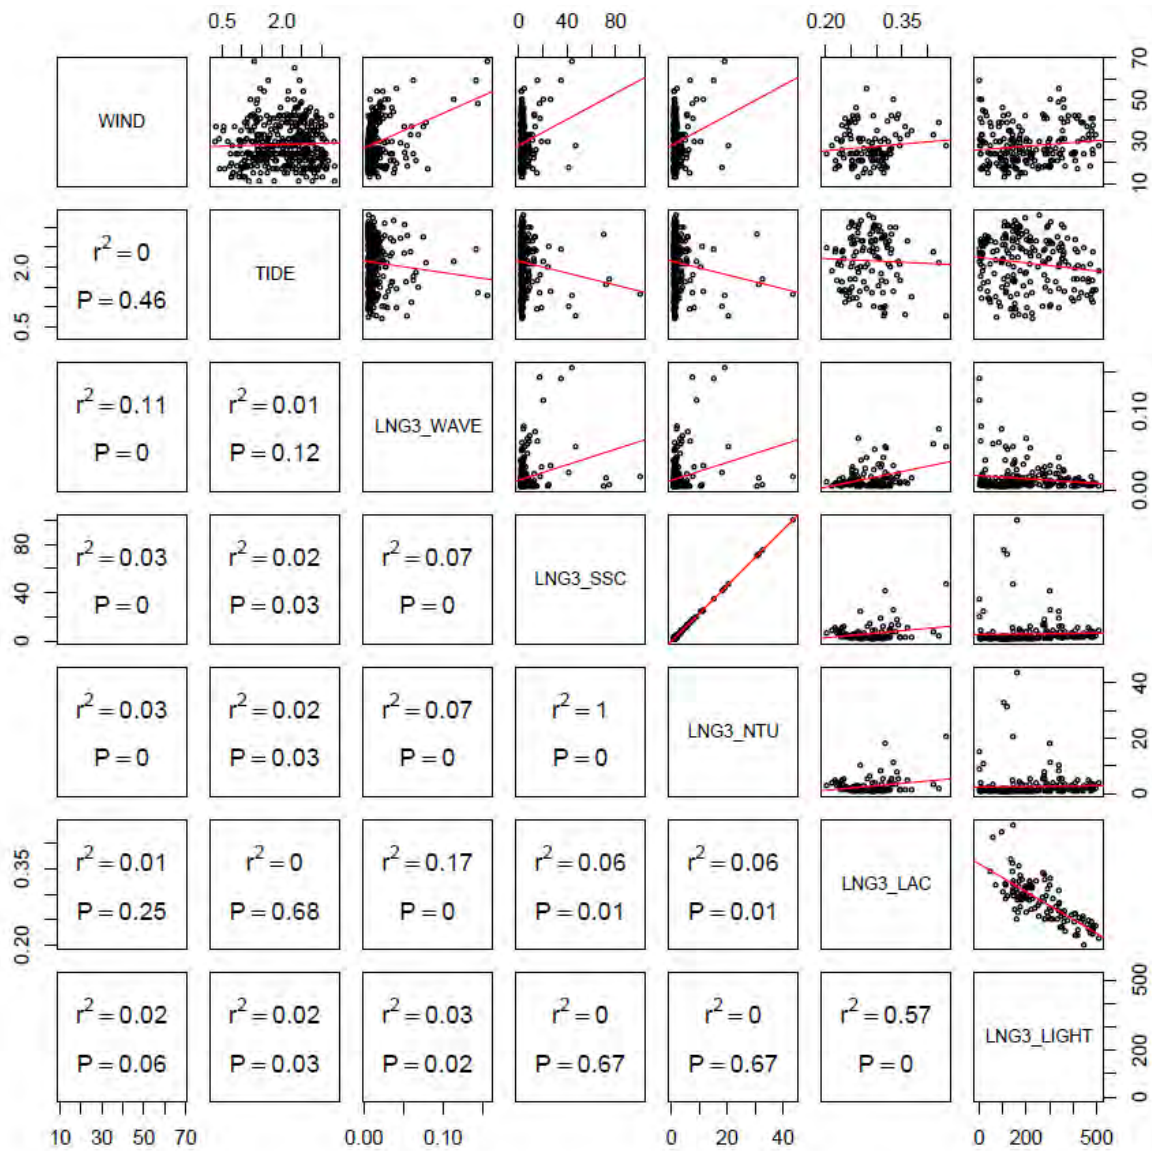 0.5 2.0 0 40 80 0.20 0.35
WIND
10 30 50 70
0.5 2.0
r² = 0
P = 0.46
TIDE
r² = 0.11
P = 0
r² = 0.01
P = 0.12
LNG3_WAVE
0.00 0.10
0 40 80
r² = 0.03
P = 0
r² = 0.02
P = 0.03
r² = 0.07
P = 0
LNG3_SSC
r² = 0.03
P = 0
r² = 0.02
P = 0.03
r² = 0.07
P = 0
r² = 1
P = 0
LNG3_NTU
0 20 40
0.20 0.35
r² = 0.01
P = 0.25
r² = 0
P = 0.68
r² = 0.17
P = 0
r² = 0.06
P = 0.01
r² = 0.06
P = 0.01
LNG3_LAC
r² = 0.02
P = 0.06
r² = 0.02
P = 0.03
r² = 0.03
P = 0.02
r² = 0
P = 0.67
r² = 0
P = 0.67
r² = 0.57
P = 0
LNG3_LIGHT
0 200 500
10 30 50 70 0.00 0.10 0 20 40 0 200 500